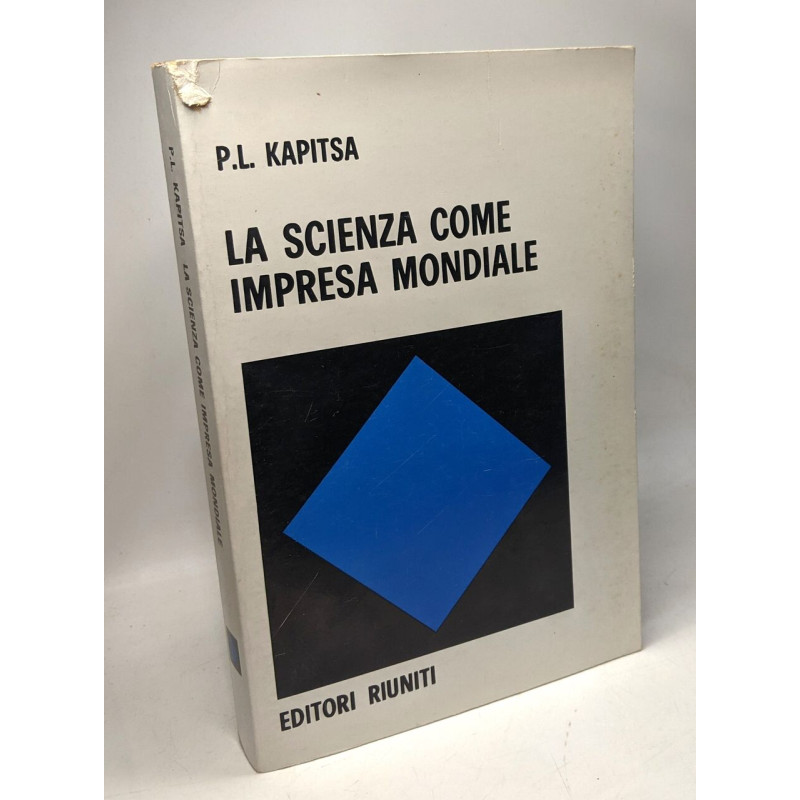 P.L. KAPITSA
LA SCIENZA COME
IMPRESA MONDIALE
EDITORI RIUNITI
P.L. KAPITSA LA SCIENZA COME IMPRESA MONDIALE